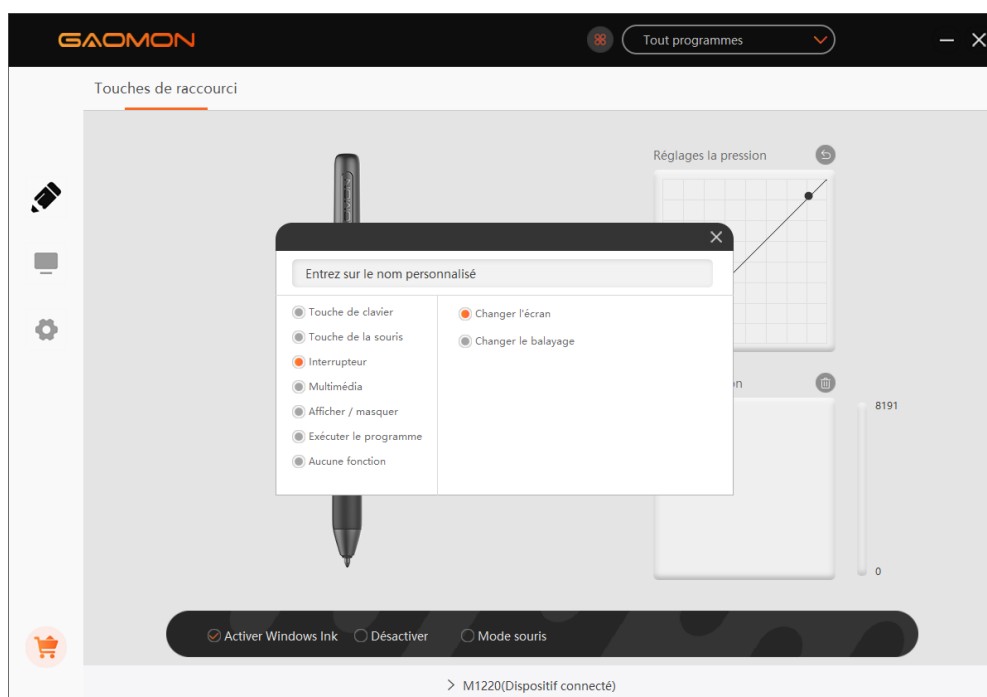 GAOMON
Tout programmes
Touches de raccourci
Réglages la pression
Entrez sur le nom personnalisé
Touche de clavier
Changer l'écran
Touche de la souris
Changer le balayage
Interrupteur
Multimédia
Afficher / masquer
Exécuter le programme
Aucune fonction
8191
0
Activer Windows Ink
Désactiver
Mode souris
M1220(Dispositif connecté)